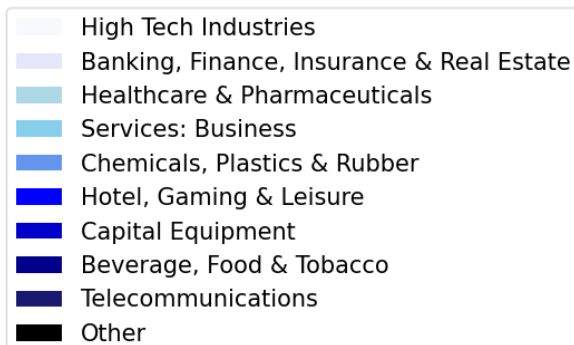 High Tech Industries
Banking, Finance, Insurance & Real Estate
Healthcare & Pharmaceuticals
Services: Business
Chemicals, Plastics & Rubber
Hotel, Gaming & Leisure
Capital Equipment
Beverage, Food & Tobacco
Telecommunications
Other